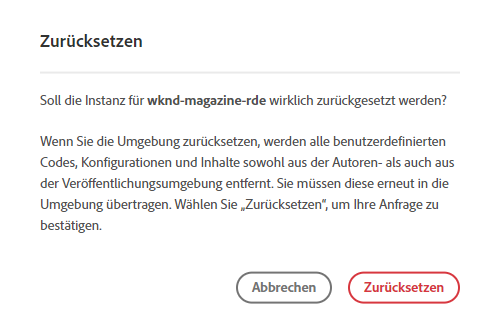 Zurücksetzen
Soll die Instanz für wknd-magazine-rde wirklich zurückgesetzt werden?
Wenn Sie die Umgebung zurücksetzen, werden alle benutzerdefinierten
Codes, Konfigurationen und Inhalte sowohl aus der Autoren- als auch aus
der Veröffentlichungsumgebung entfernt. Sie müssen diese erneut in die
Umgebung übertragen. Wählen Sie „Zurücksetzen“, um Ihre Anfrage zu
bestätigen.
Abbrechen Zurücksetzen